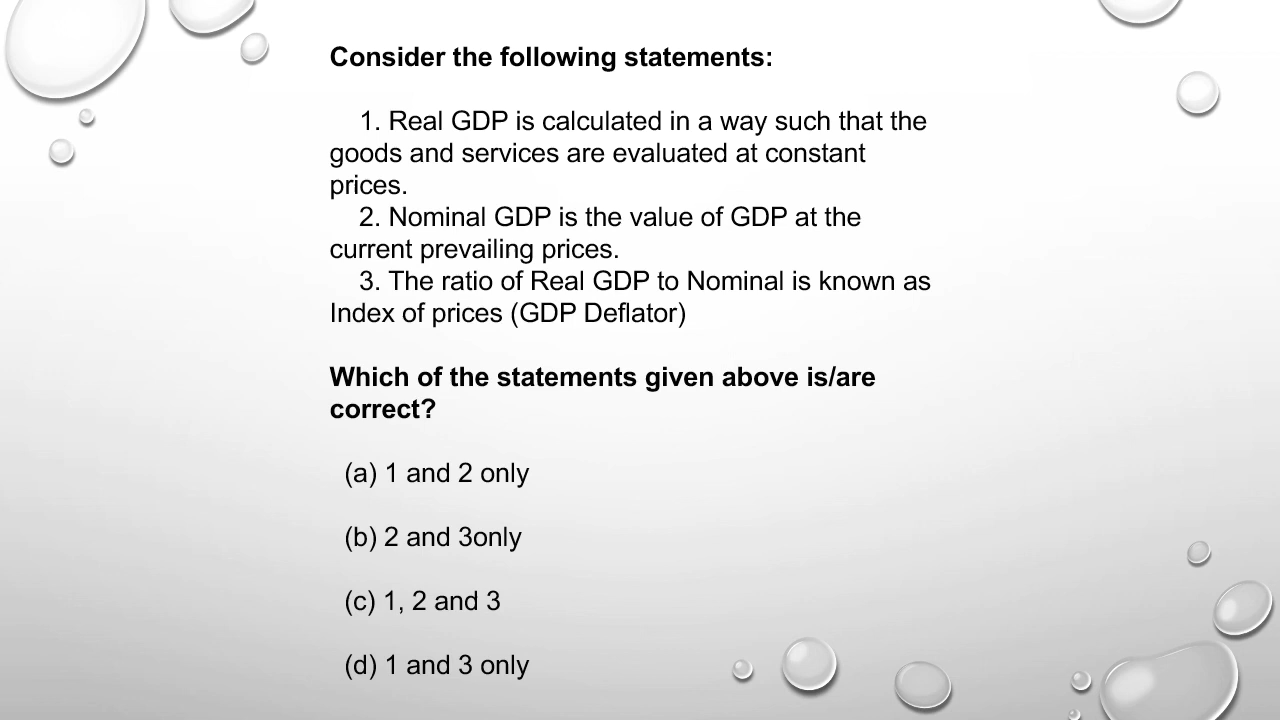 Consider the following statements:
1. Real GDP is calculated in a way such that the
goods and services are evaluated at constant
prices.
2. Nominal GDP is the value of GDP at the
current prevailing prices.
3. The ratio of Real GDP to Nominal is known as
Index of prices (GDP Deflator)
Which of the statements given above is/are
correct?
(a) 1 and 2 only
(b) 2 and 3only
(c) 1, 2 and 3
(d) 1 and 3 only